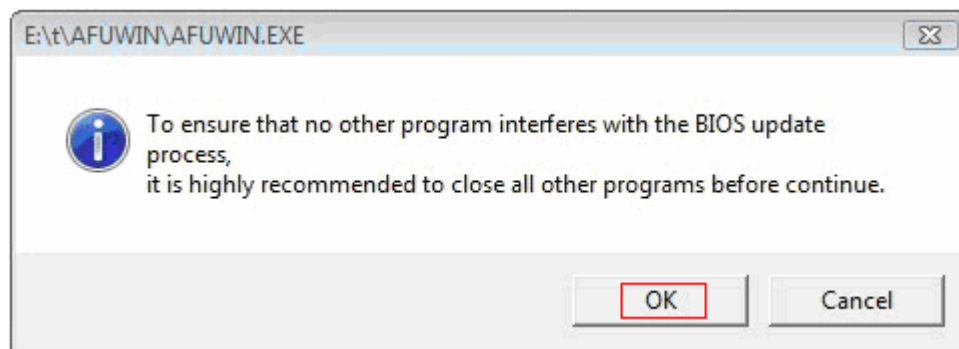 E:\t\AFUWIN\AFUWIN.EXE
To ensure that no other program interferes with the BIOS update
process,
it is highly recommended to close all other programs before continue.
OK
Cancel